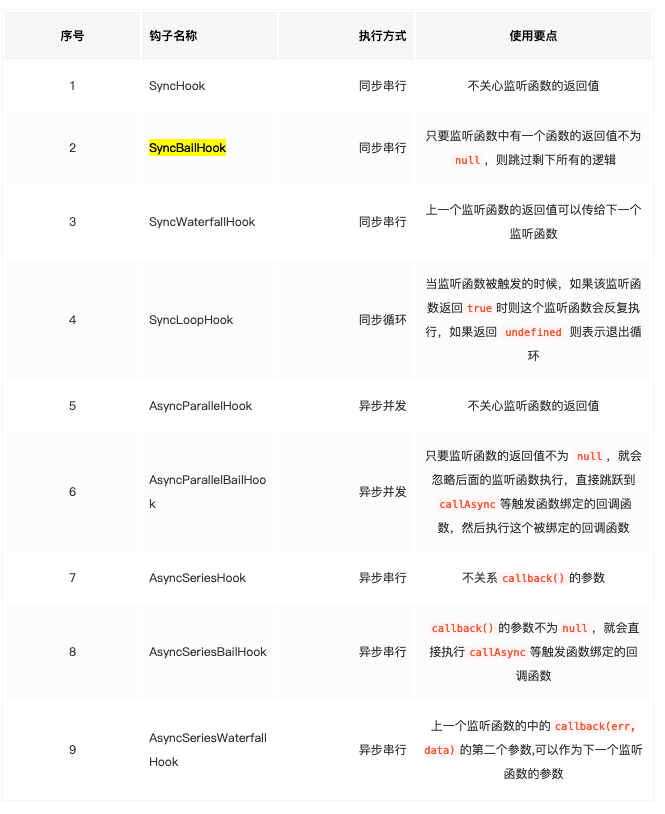 序号 钩子名称 执行方式 使用要点
1 SyncHook 同步串行 不关心监听函数的返回值
2 SyncBailHook 同步串行 只要监听函数中有一个函数的返回值不为
null，则跳过剩下所有的逻辑
3 SyncWaterfallHook 同步串行 上一个监听函数的返回值可以传给下一个
监听函数
4 SyncLoopHook 同步循环 当监听函数被触发的时候，如果该监听函
数返回 true 时则这个监听函数会反复执
行，如果返回 undefined 则表示退出循
环
5 AsyncParallelHook 异步并发 不关心监听函数的返回值
6 AsyncParallelBailHoo
k 异步并发 只要监听函数的返回值不为 null，就会
忽略后面的监听函数执行，直接跳跃到
callAsync 等触发函数绑定的回调函
数，然后执行这个被绑定的回调函数
7 AsyncSeriesHook 异步串行 不关系 callback() 的参数
8 AsyncSeriesBailHook 异步串行 callback() 的参数不为 null，就会直
接执行 callAsync 等触发函数绑定的回
调函数
9 AsyncSeriesWaterfall
Hook 异步串行 上一个监听函数的中的 callback(err,
data) 的第二个参数,可以作为下一个监听
函数的参数